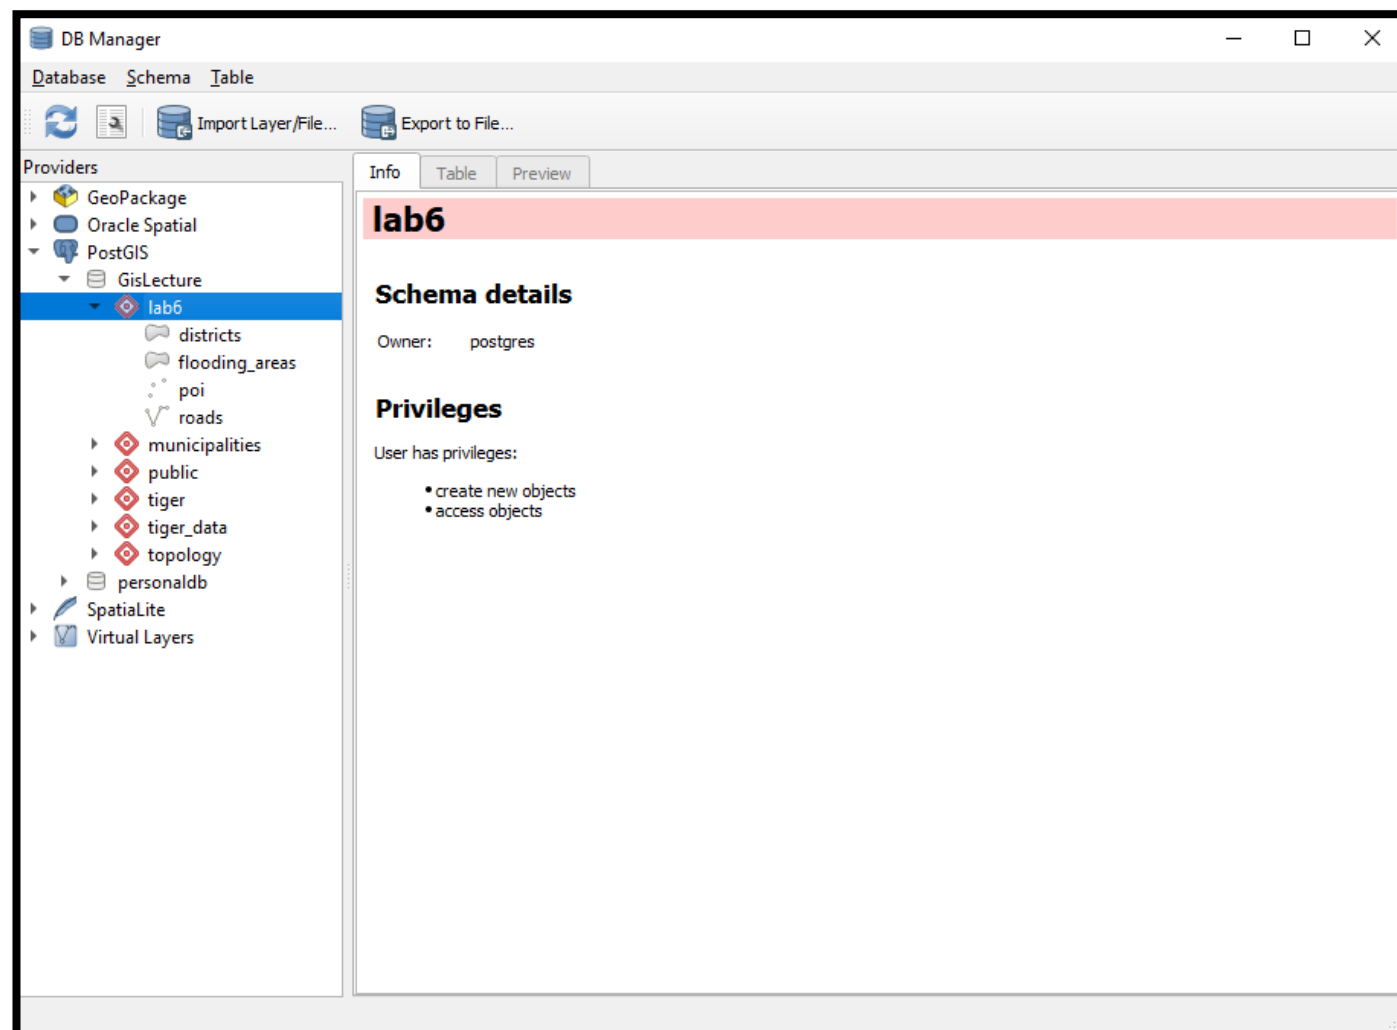 DB Manager
Database Schema Table
Import Layer/File... Export to File...
Providers
GeoPackage
Oracle Spatial
PostGIS
GisLecture
lab6
districts
flooding_areas
poi
roads
municipalities
public
tiger
tiger_data
topology
personaldb
SpatiaLite
Virtual Layers
Info Table Preview
lab6
Schema details
Owner: postgres
Privileges
User has privileges:
• create new objects
• access objects